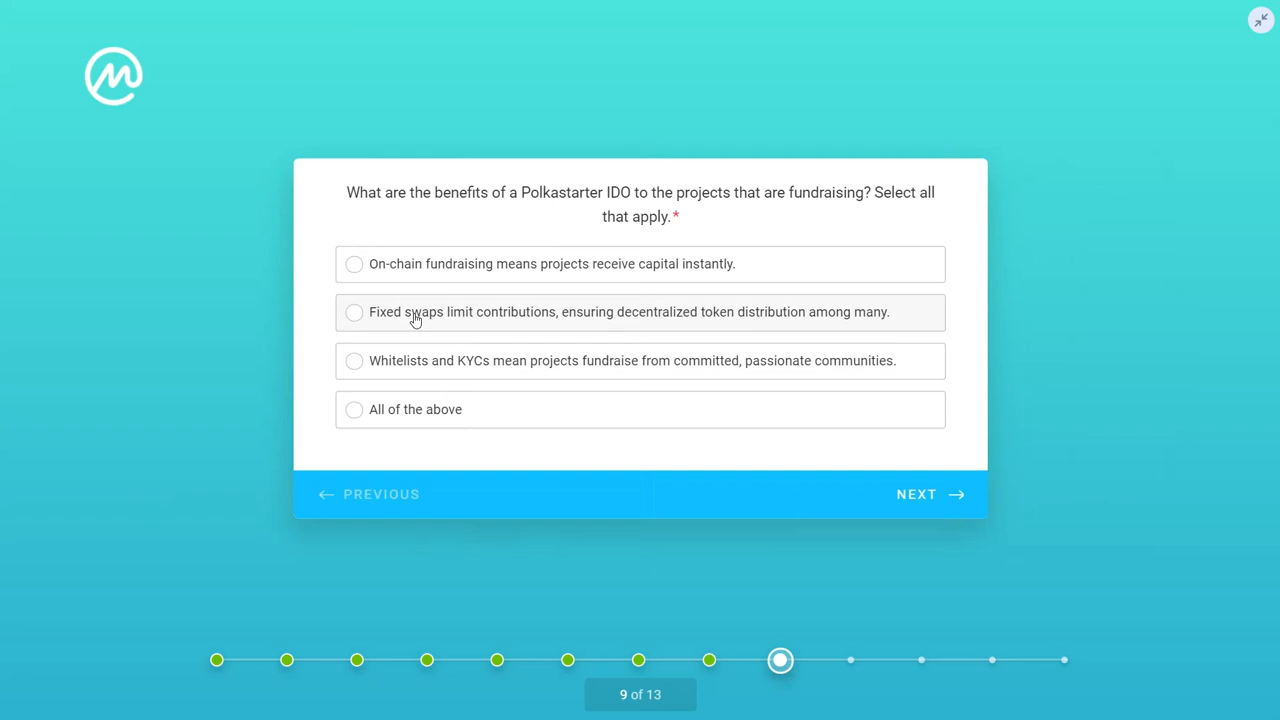 What are the benefits of a Polkastarter IDO to the projects that are fundraising? Select all
that apply.*
On-chain fundraising means projects receive capital instantly.
Fixed swaps limit contributions, ensuring decentralized token distribution among many.
Whitelists and KYCs mean projects fundraise from committed, passionate communities.
All of the above
← PREVIOUS
NEXT →
9 of 13